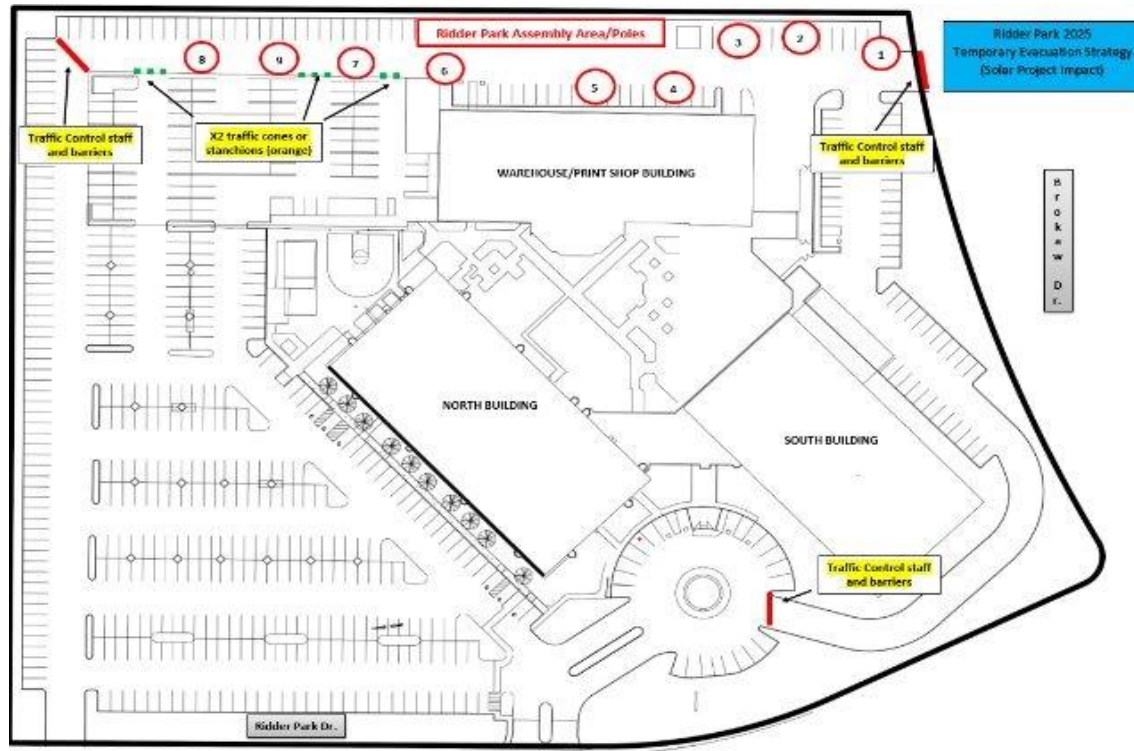 Ridder Park Assembly Area/Poles
Ridder Park 2025
Temporary Evacuation Strategy
(Solar Project Impact)
3
2
1
8
9
7
6
5
4
Traffic Control staff
and barriers
X2 traffic cones or
stanchions (orange)
Traffic Control staff
and barriers
WAREHOUSE/PRINT SHOP BUILDING
Brokaw Dr.
NORTH BUILDING
SOUTH BUILDING
Traffic Control staff
and barriers
Ridder Park Dr.